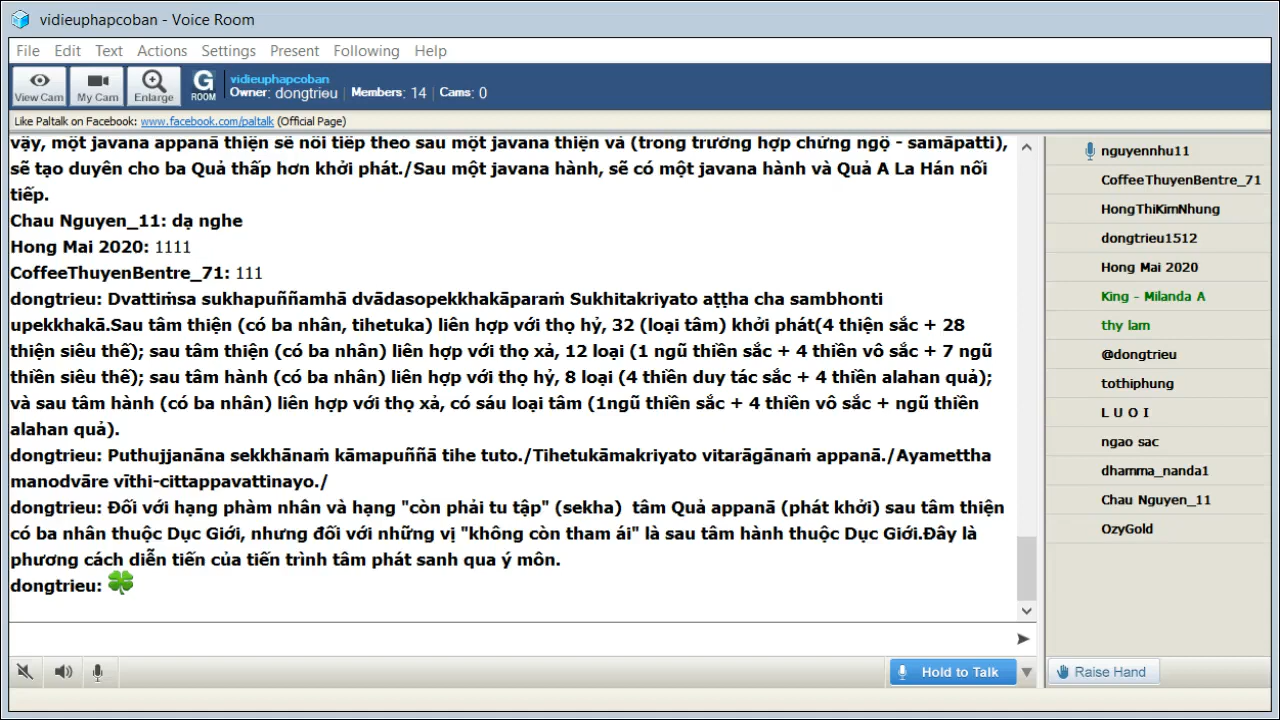 vidieuphapcoban - Voice Room
File Edit Text Actions Settings Present Following Help
View Cam My Cam Enlarge G ROOM vidieuphapcoban
Owner: dongtrieu | Members: 14 | Cams: 0
Like Paltalk on Facebook: www.facebook.com/paltalk (Official Page)
vậy, một javana appanā thiện sẽ nối tiếp theo sau một javana thiện và (trong trường hợp chứng ngộ - samāpatti),
sẽ tạo duyên cho ba Quả thấp hơn khởi phát./Sau một javana hành, sẽ có một javana hành và Quả A La Hán nối
tiếp.
Chau Nguyen_11: dạ nghe
Hong Mai 2020: 1111
CoffeeThuyenBentre_71: 111
dongtrieu: Dvattiṁsa sukhapuññamhā dvādasopekkhakāparaṁ Sukhitakriyato aṭṭha cha sambhonti
upekkhakā.Sau tâm thiện (có ba nhân, tihetuka) liên hợp với thọ hỷ, 32 (loại tâm) khởi phát(4 thiện sắc + 28
thiện siêu thế); sau tâm thiện (có ba nhân) liên hợp với thọ xả, 12 loại (1 ngũ thiền sắc + 4 thiền vô sắc + 7 ngũ
thiền siêu thế); sau tâm hành (có ba nhân) liên hợp với thọ hỷ, 8 loại (4 thiền duy tác sắc + 4 thiền alahan quả);
và sau tâm hành (có ba nhân) liên hợp với thọ xả, có sáu loại tâm (1ngũ thiền sắc + 4 thiền vô sắc + ngũ thiền
alahan quả).
dongtrieu: Puthujjanāna sekkhānaṁ kāmapuññā tihe tuto./Tihetukāmakriyato vitarāgānaṁ appanā./Ayamettha
manodvāre vīthi-cittappavattinayo./
dongtrieu: Đối với hạng phàm nhân và hạng "còn phải tu tập" (sekha) tâm Quả appanā (phát khởi) sau tâm thiện
có ba nhân thuộc Dục Giới, nhưng đối với những vị "không còn tham ái" là sau tâm hành thuộc Dục Giới.Đây là
phương cách diễn tiến của tiến trình tâm phát sanh qua ý môn.
dongtrieu:
nguyennhu11
CoffeeThuyenBentre_71
HongThiKimNhung
dongtrieu1512
Hong Mai 2020
King - Milanda A
thy lam
@dongtrieu
tothiphung
L U O I
ngao sac
dhamma_nanda1
Chau Nguyen_11
OzyGold
Hold to Talk
Raise Hand